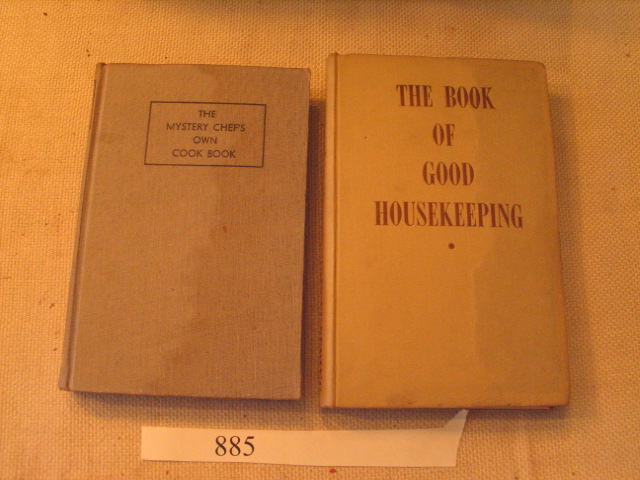 THE
MYSTERY CHEF'S
OWN
COOK BOOK
THE BOOK
OF
GOOD
HOUSEKEEPING
885